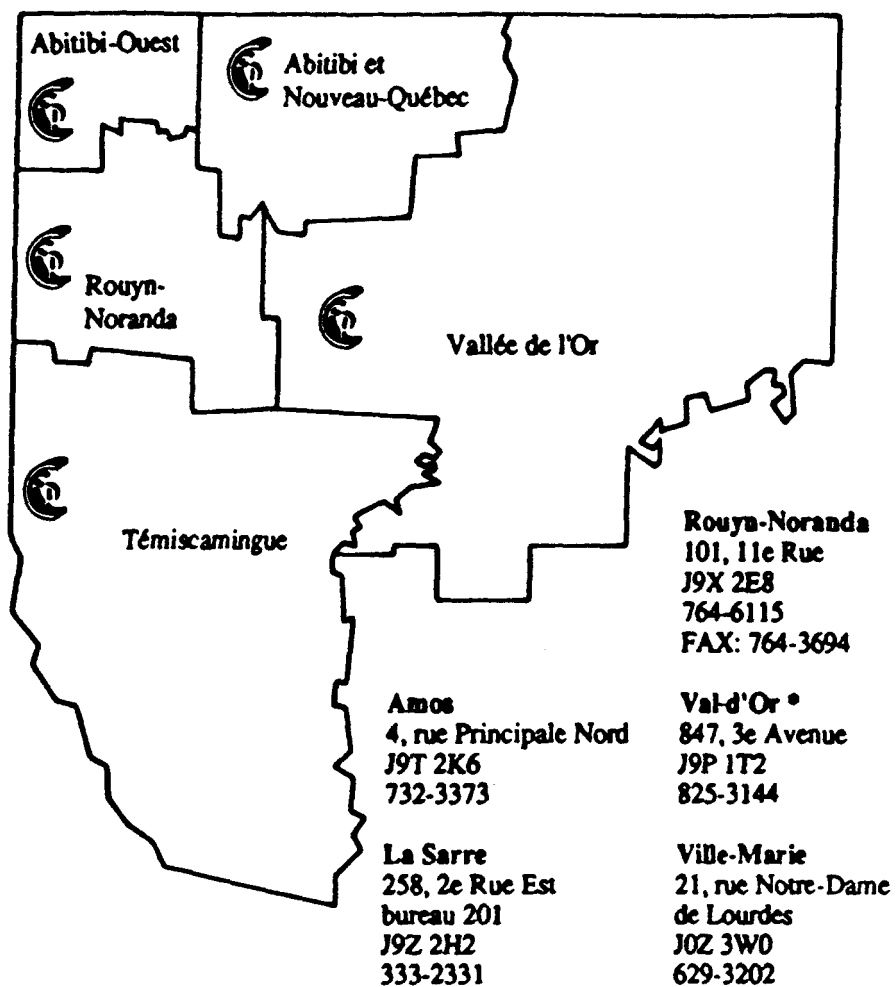 Abitibi-Ouest
Abitibi et
Nouveau-Québec
Rouyn-
Noranda
Vallée de l'Or
Témiscamingue
Rouyn-Noranda
101, 11e Rue
J9X 2E8
764-6115
FAX: 764-3694
Amos
4, rue Principale Nord
J9T 2K6
732-3373
Val-d'Or *
847, 3e Avenue
J9P 1T2
825-3144
La Sarre
258, 2e Rue Est
bureau 201
J9Z 2H2
333-2331
Ville-Marie
21, rue Notre-Dame
de Lourdes
J0Z 3W0
629-3202